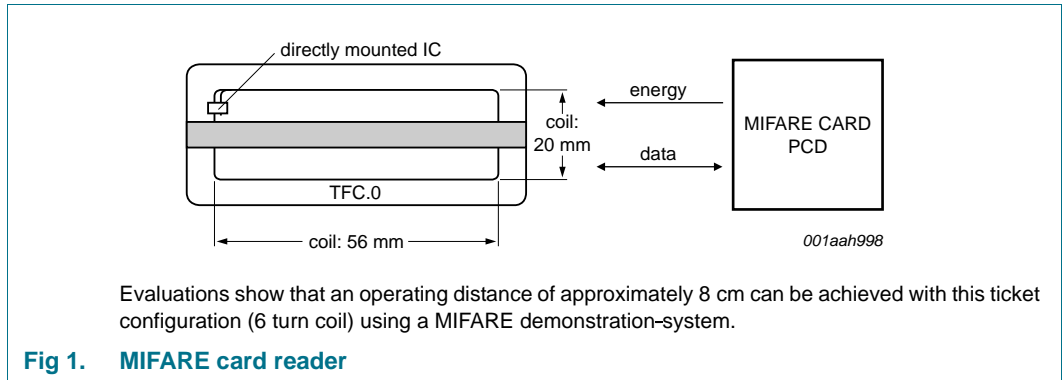 directly mounted IC
energy
coil:
20 mm
MIFARE CARD
PCD
data
TFC.0
coil: 56 mm
001aah998
Evaluations show that an operating distance of approximately 8 cm can be achieved with this ticket
configuration (6 turn coil) using a MIFARE demonstration–system.
Fig 1. MIFARE card reader